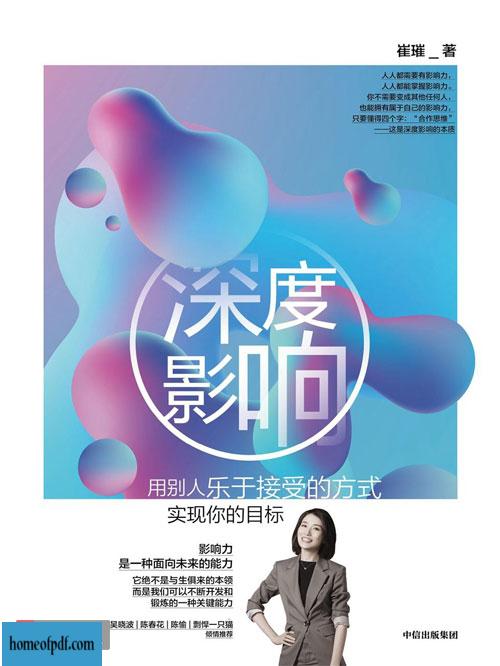 崔璀 _ 著
人人都需要有影响力，
人人都能掌握影响力。
你不需要变成其他任何人，
也能拥有属于自己的影响力，
只要懂得四个字：“合作思维”
——这是深度影响的本质
深度
影响
用别人乐于接受的方式
实现你的目标
影响力
是一种面向未来的能力
它绝不是与生俱来的本领
而是我们可以不断开发和
锻炼的一种关键能力
吴晓波 | 陈春花 | 陈愉 | 剽悍一只猫
倾情推荐
homeofpdf.com
中信出版集团